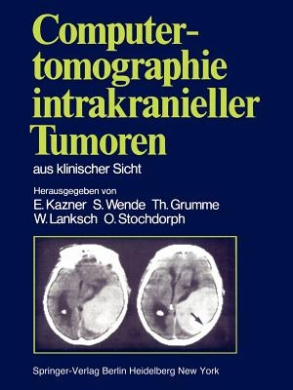 Computer-
tomographie
intrakranieller
Tumoren
aus klinischer Sicht
Herausgegeben von
E. Kazner S. Wende Th. Grumme
W. Lanksch O. Stochdorph
Springer-Verlag Berlin Heidelberg New York